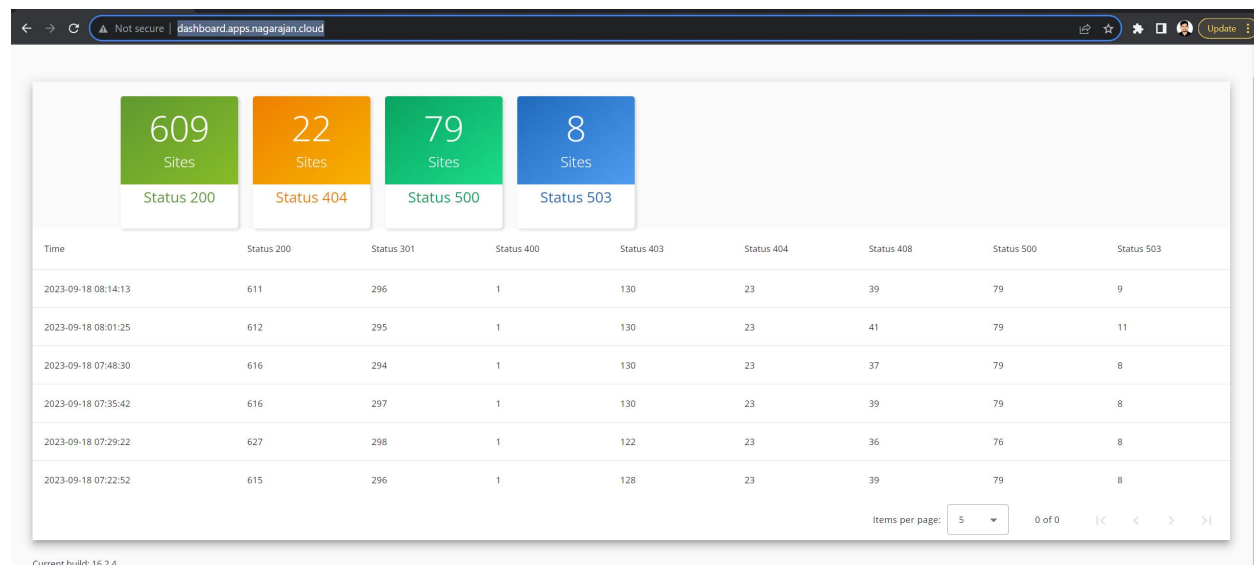 Not secure | dashboard.apps.nagarajan.cloud Update
609 22 79 8
Sites Sites Sites Sites
Status 200 Status 404 Status 500 Status 503
Time Status 200 Status 301 Status 400 Status 403 Status 404 Status 408 Status 500 Status 503
2023-09-18 08:14:13 611 296 1 130 23 39 79 9
2023-09-18 08:01:25 612 295 1 130 23 41 79 11
2023-09-18 07:48:30 616 294 1 130 23 37 79 8
2023-09-18 07:35:42 616 297 1 130 23 39 79 8
2023-09-18 07:29:22 627 298 1 122 23 36 76 8
2023-09-18 07:22:52 615 296 1 128 23 39 79 8
Items per page: 5 0 of 0
Current build: 16.2.4